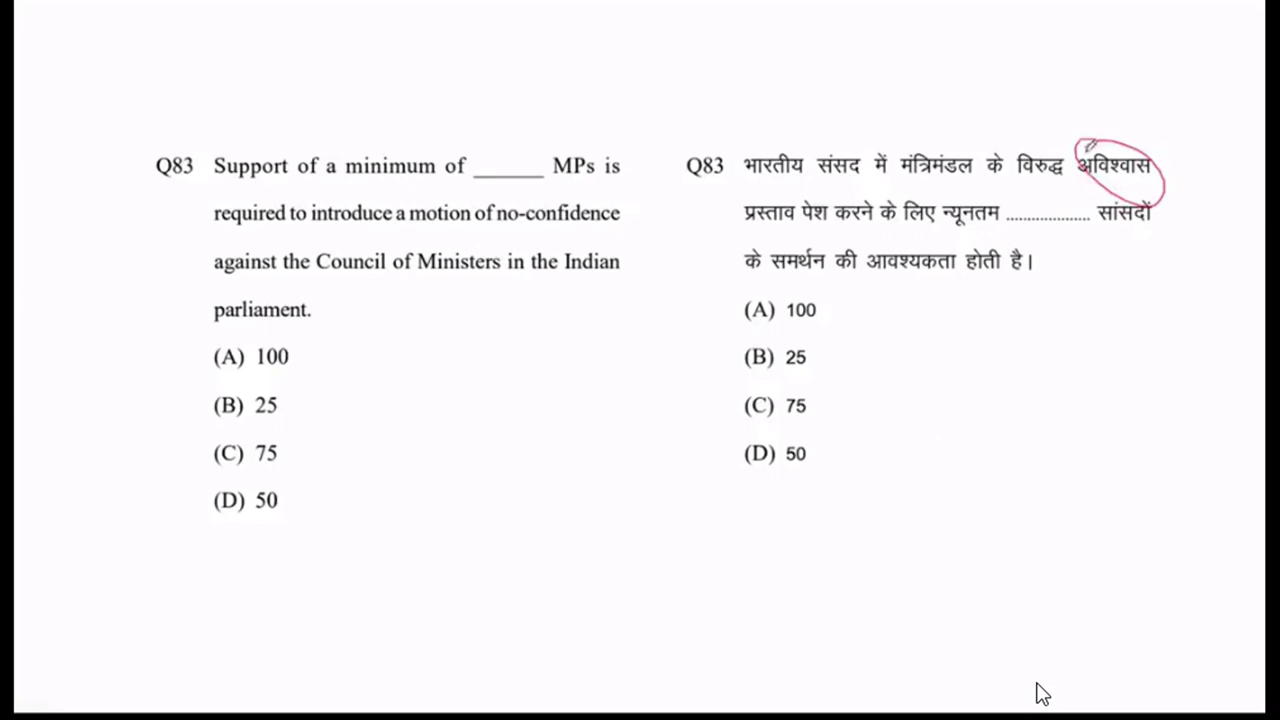 Q83 Support of a minimum of ______ MPs is
required to introduce a motion of no-confidence
against the Council of Ministers in the Indian
parliament.
(A) 100
(B) 25
(C) 75
(D) 50
Q83 भारतीय संसद में मंत्रिमंडल के विरुद्ध अविश्वास
प्रस्ताव पेश करने के लिए न्यूनतम ..................... सांसदों
के समर्थन की आवश्यकता होती है।
(A) 100
(B) 25
(C) 75
(D) 50